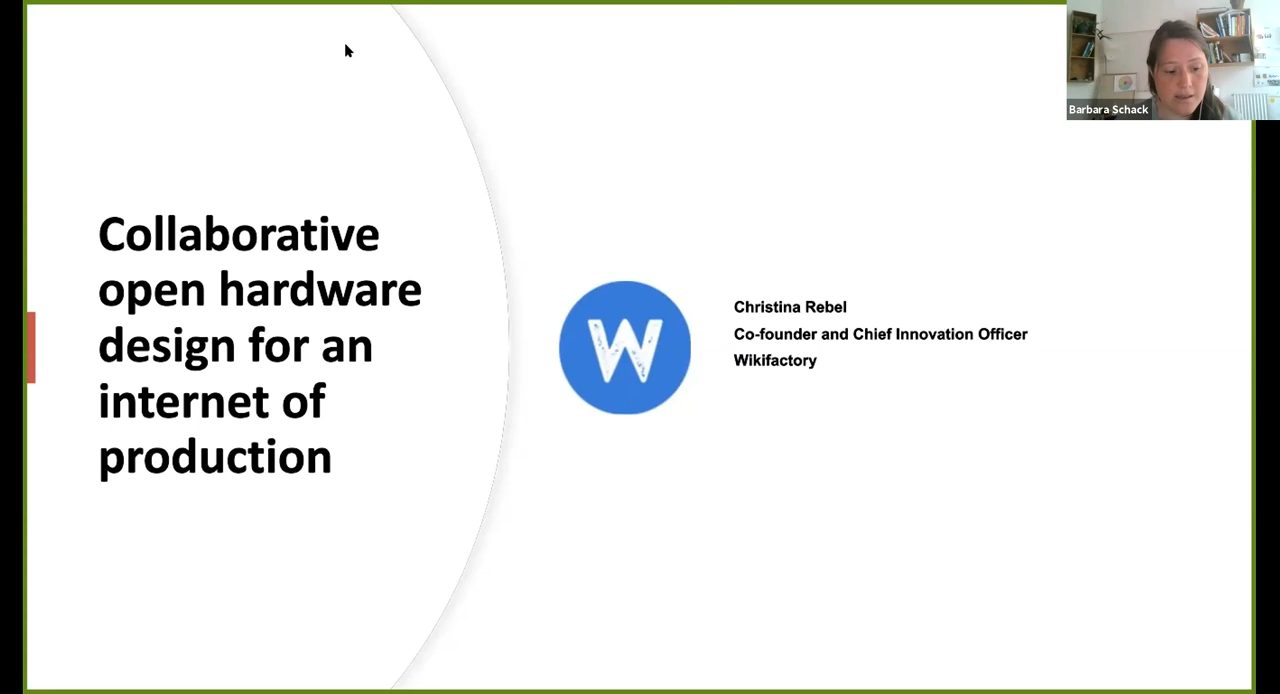 Collaborative
open hardware
design for an
internet of
production
W
Christina Rebel
Co-founder and Chief Innovation Officer
Wikifactory
Barbara Schack